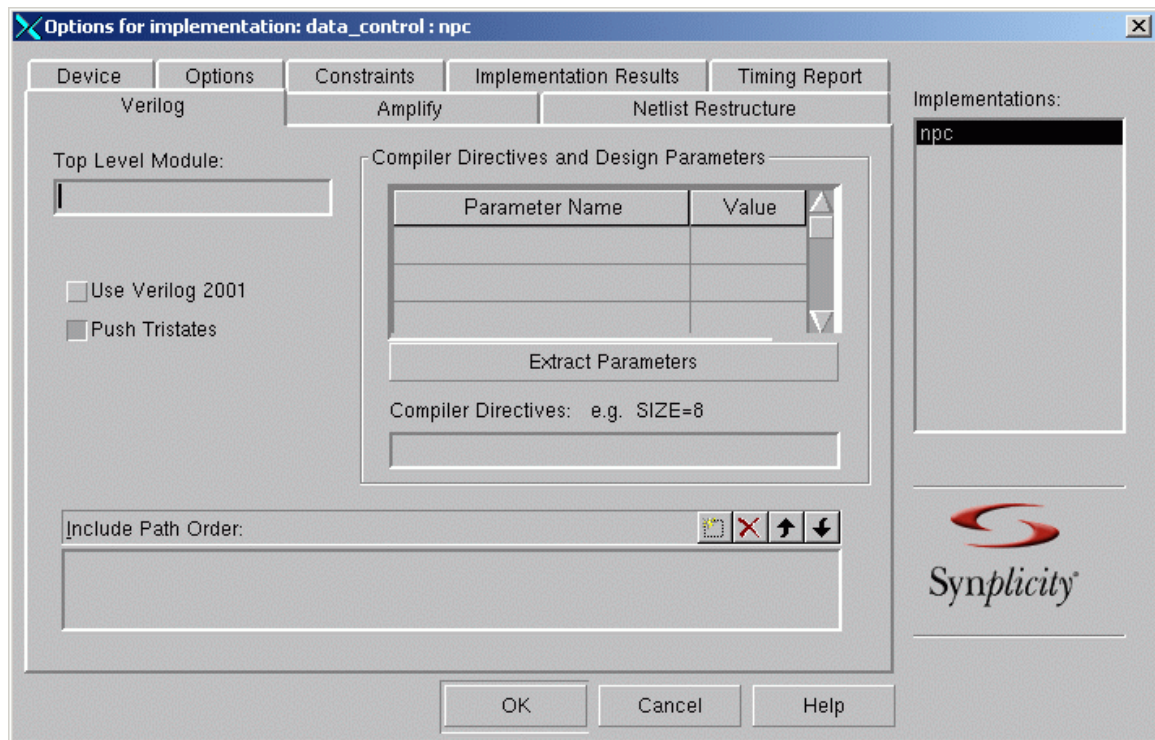 Options for implementation: data_control : npc
Device Options Constraints Implementation Results Timing Report
Verilog Amplify Netlist Restructure
Implementations:
npc
Top Level Module:
Compiler Directives and Design Parameters
Parameter Name Value
Use Verilog 2001
Push Tristates
Extract Parameters
Compiler Directives: e.g. SIZE=8
Include Path Order:
Synplicity®
OK Cancel Help